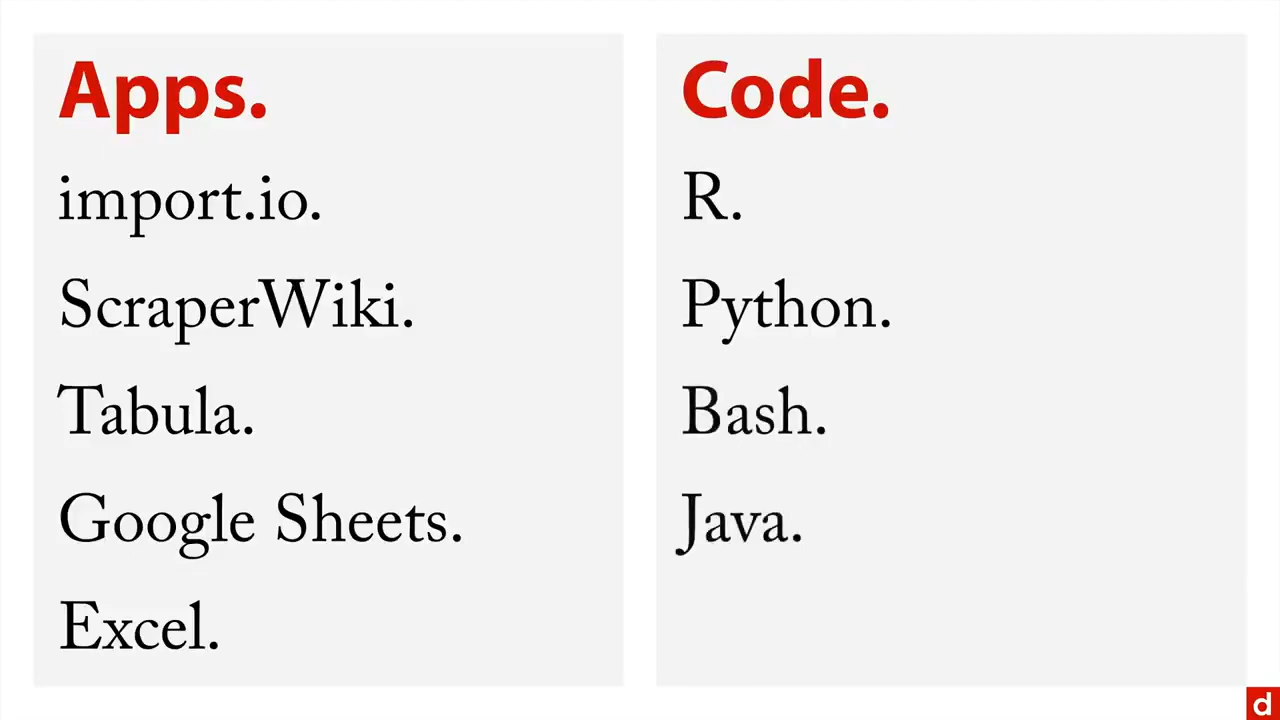 Apps.
import.io.
ScraperWiki.
Tabula.
Google Sheets.
Excel.
Code.
R.
Python.
Bash.
Java.
d